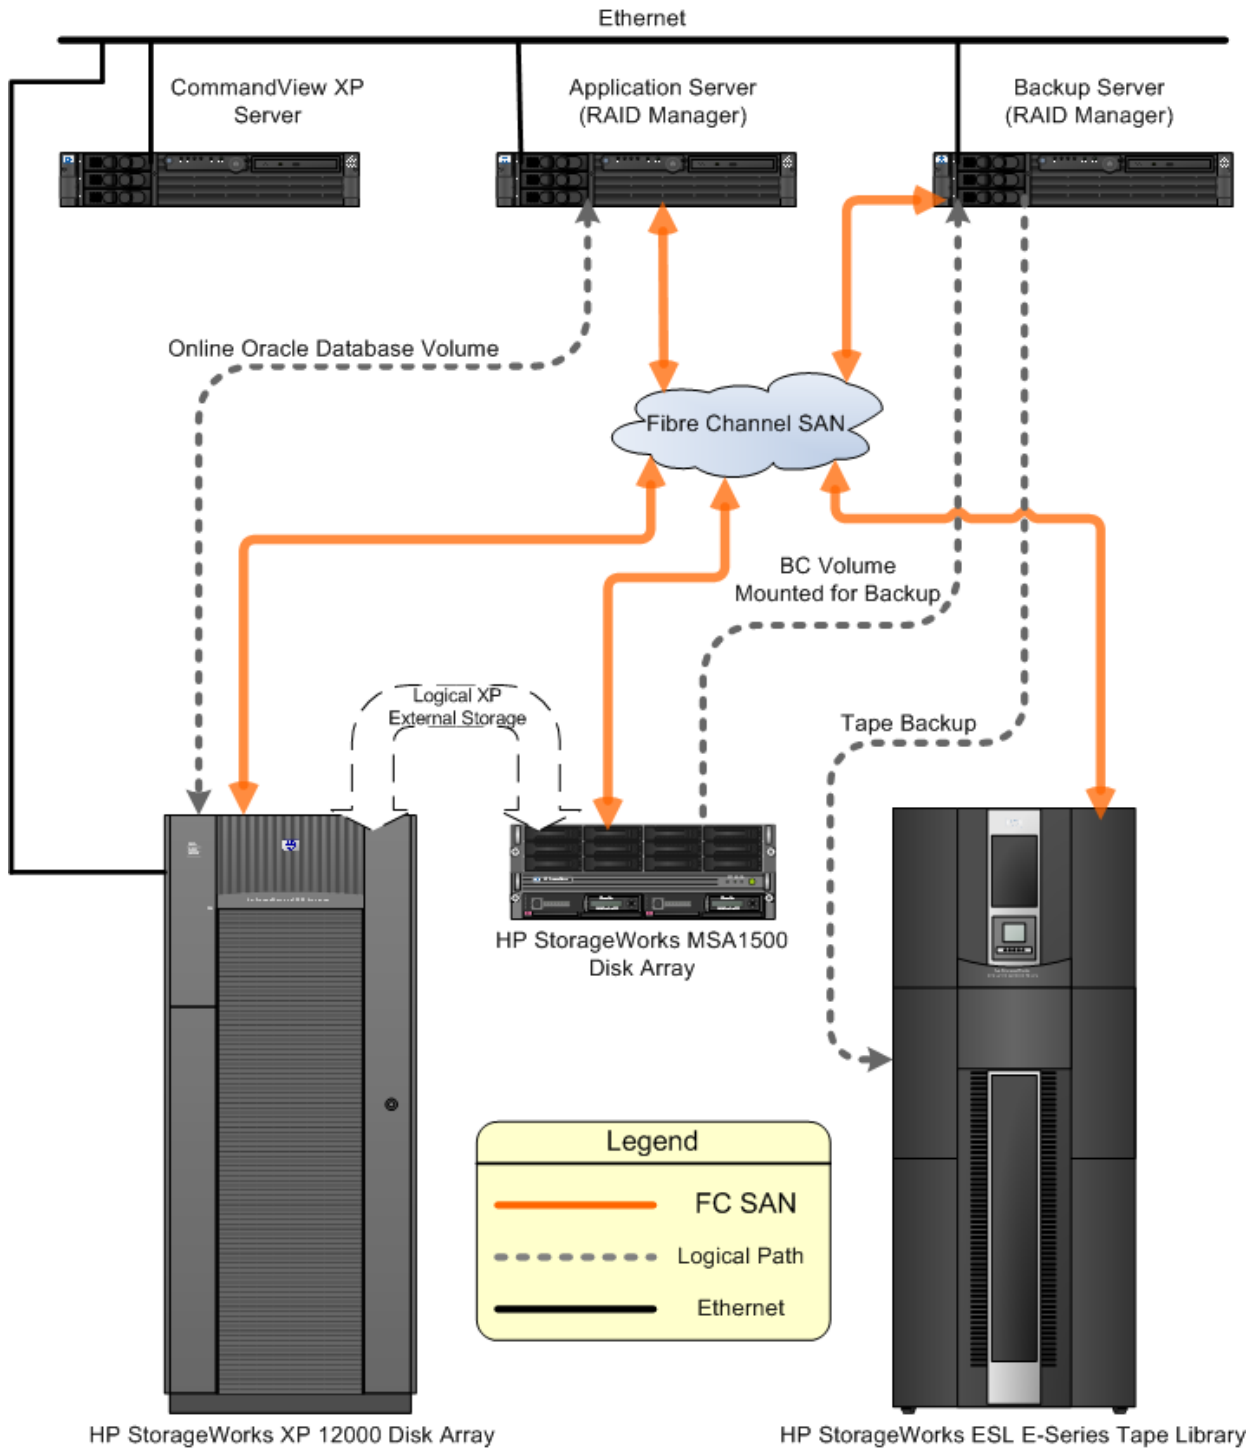 Ethernet
CommandView XP
Server
Application Server
(RAID Manager)
Backup Server
(RAID Manager)
Online Oracle Database Volume
Fibre Channel SAN
BC Volume
Mounted for Backup
Logical XP
External Storage
Tape Backup
HP StorageWorks MSA1500
Disk Array
Legend
FC SAN
Logical Path
Ethernet
HP StorageWorks XP 12000 Disk Array
HP StorageWorks ESL E-Series Tape Library